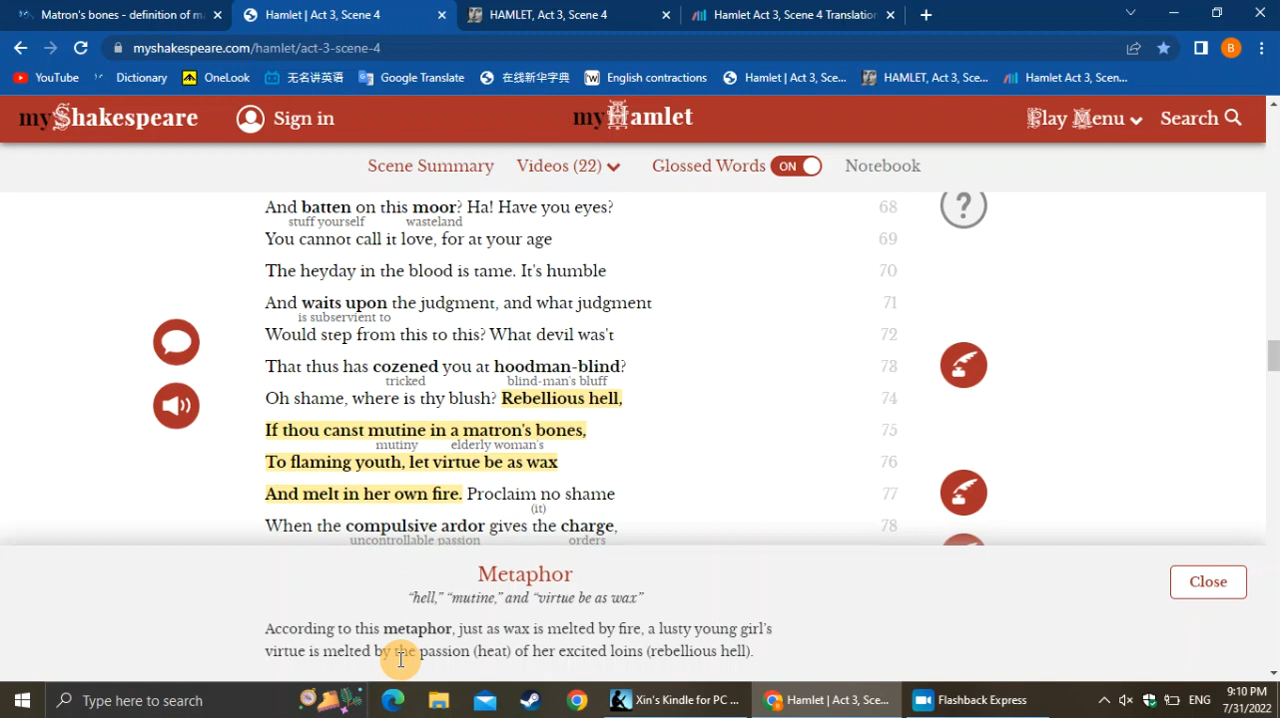 Matron's bones - definition of ma
Hamlet | Act 3, Scene 4
HAMLET, Act 3, Scene 4
Hamlet Act 3, Scene 4 Translation
myshakespeare.com/hamlet/act-3-scene-4
B
YouTube
Dictionary
OneLook
无名讲英语
Google Translate
在线新华字典
English contractions
Hamlet | Act 3, Sce...
HAMLET, Act 3, Sce...
Hamlet Act 3, Scen...
myShakespeare
Sign in
myHamlet
Play Menu
Search
Scene Summary
Videos (22)
Glossed Words ON
Notebook
And batten on this moor? Ha! Have you eyes? 68
stuff yourself wasteland
You cannot call it love, for at your age 69
The heyday in the blood is tame. It's humble 70
And waits upon the judgment, and what judgment 71
is subservient to
Would step from this to this? What devil was't 72
That thus has cozened you at hoodman-blind? 73
tricked blind-man's bluff
Oh shame, where is thy blush? Rebellious hell, 74
If thou canst mutine in a matron's bones, 75
mutiny elderly woman's
To flaming youth, let virtue be as wax 76
And melt in her own fire. Proclaim no shame 77
(it)
When the compulsive ardor gives the charge, 78
uncontrollable passion orders
Metaphor
"hell," "mutine," and "virtue be as wax"
Close
According to this metaphor, just as wax is melted by fire, a lusty young girl's
virtue is melted by the passion (heat) of her excited loins (rebellious hell).
Type here to search
Xin's Kindle for PC ...
Hamlet | Act 3, Sce...
Flashback Express
ENG
9:10 PM
7/31/2022